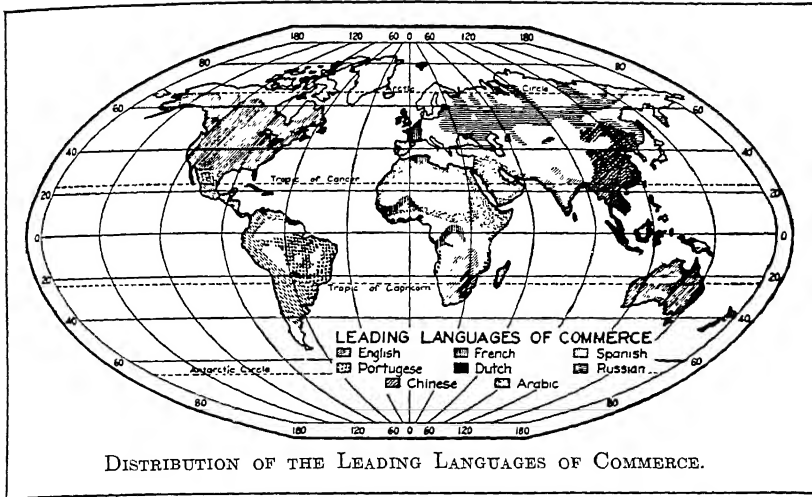 180 120 60 0 60 120 180
80 80
Arctic Circle
60 60
40 40
Tropic of Cancer
20 20
0 0
20 20
Tropic of Capricorn
40 40
LEADING LANGUAGES OF COMMERCE
English French Spanish
60 60
Portugese Dutch Russian
Antarctic Circle
Chinese Arabic
80 80
180 120 60 0 60 120 180
DISTRIBUTION OF THE LEADING LANGUAGES OF COMMERCE.